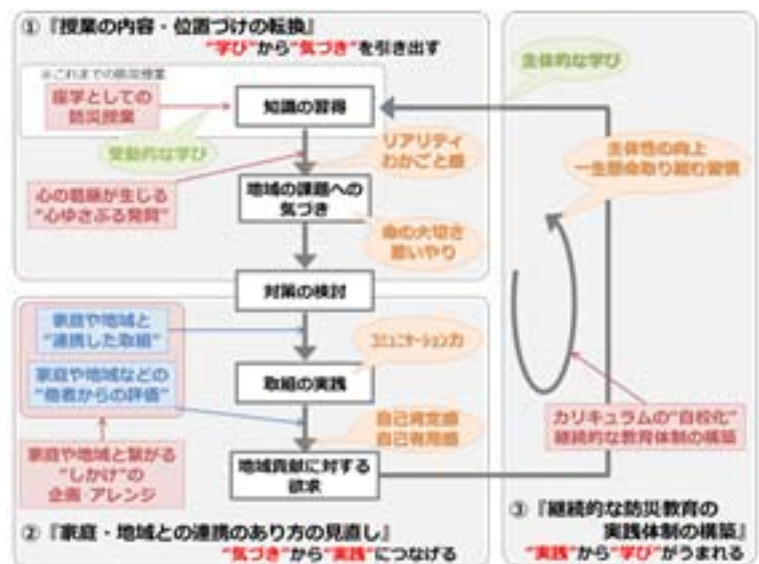 ①『授業の内容・位置づけの転換』
“学び”から“気づき”を引き出す
※これまでの防災授業
座学としての
防災授業
知識の習得
受動的な学び
リアリティ
わがこと感
心の葛藤が生じる
“心ゆさぶる発問”
地域の課題への
気づき
命の大切さ
思いやり
対策の検討
家庭や地域と
“連携した取組”
コミュニケーション力
家庭や地域などの
“他者からの評価”
取組の実践
自己肯定感
自己有用感
家庭や地域と繋がる
“しかけ”の
企画・アレンジ
地域貢献に対する
欲求
②『家庭・地域との連携のあり方の見直し』
“気づき”から“実践”につなげる
主体的な学び
主体性の向上
一生懸命取り組む習慣
カリキュラムの“自校化”
継続的な教育体制の構築
③『継続的な防災教育の
実践体制の構築』
“実践”から“学び”がうまれる